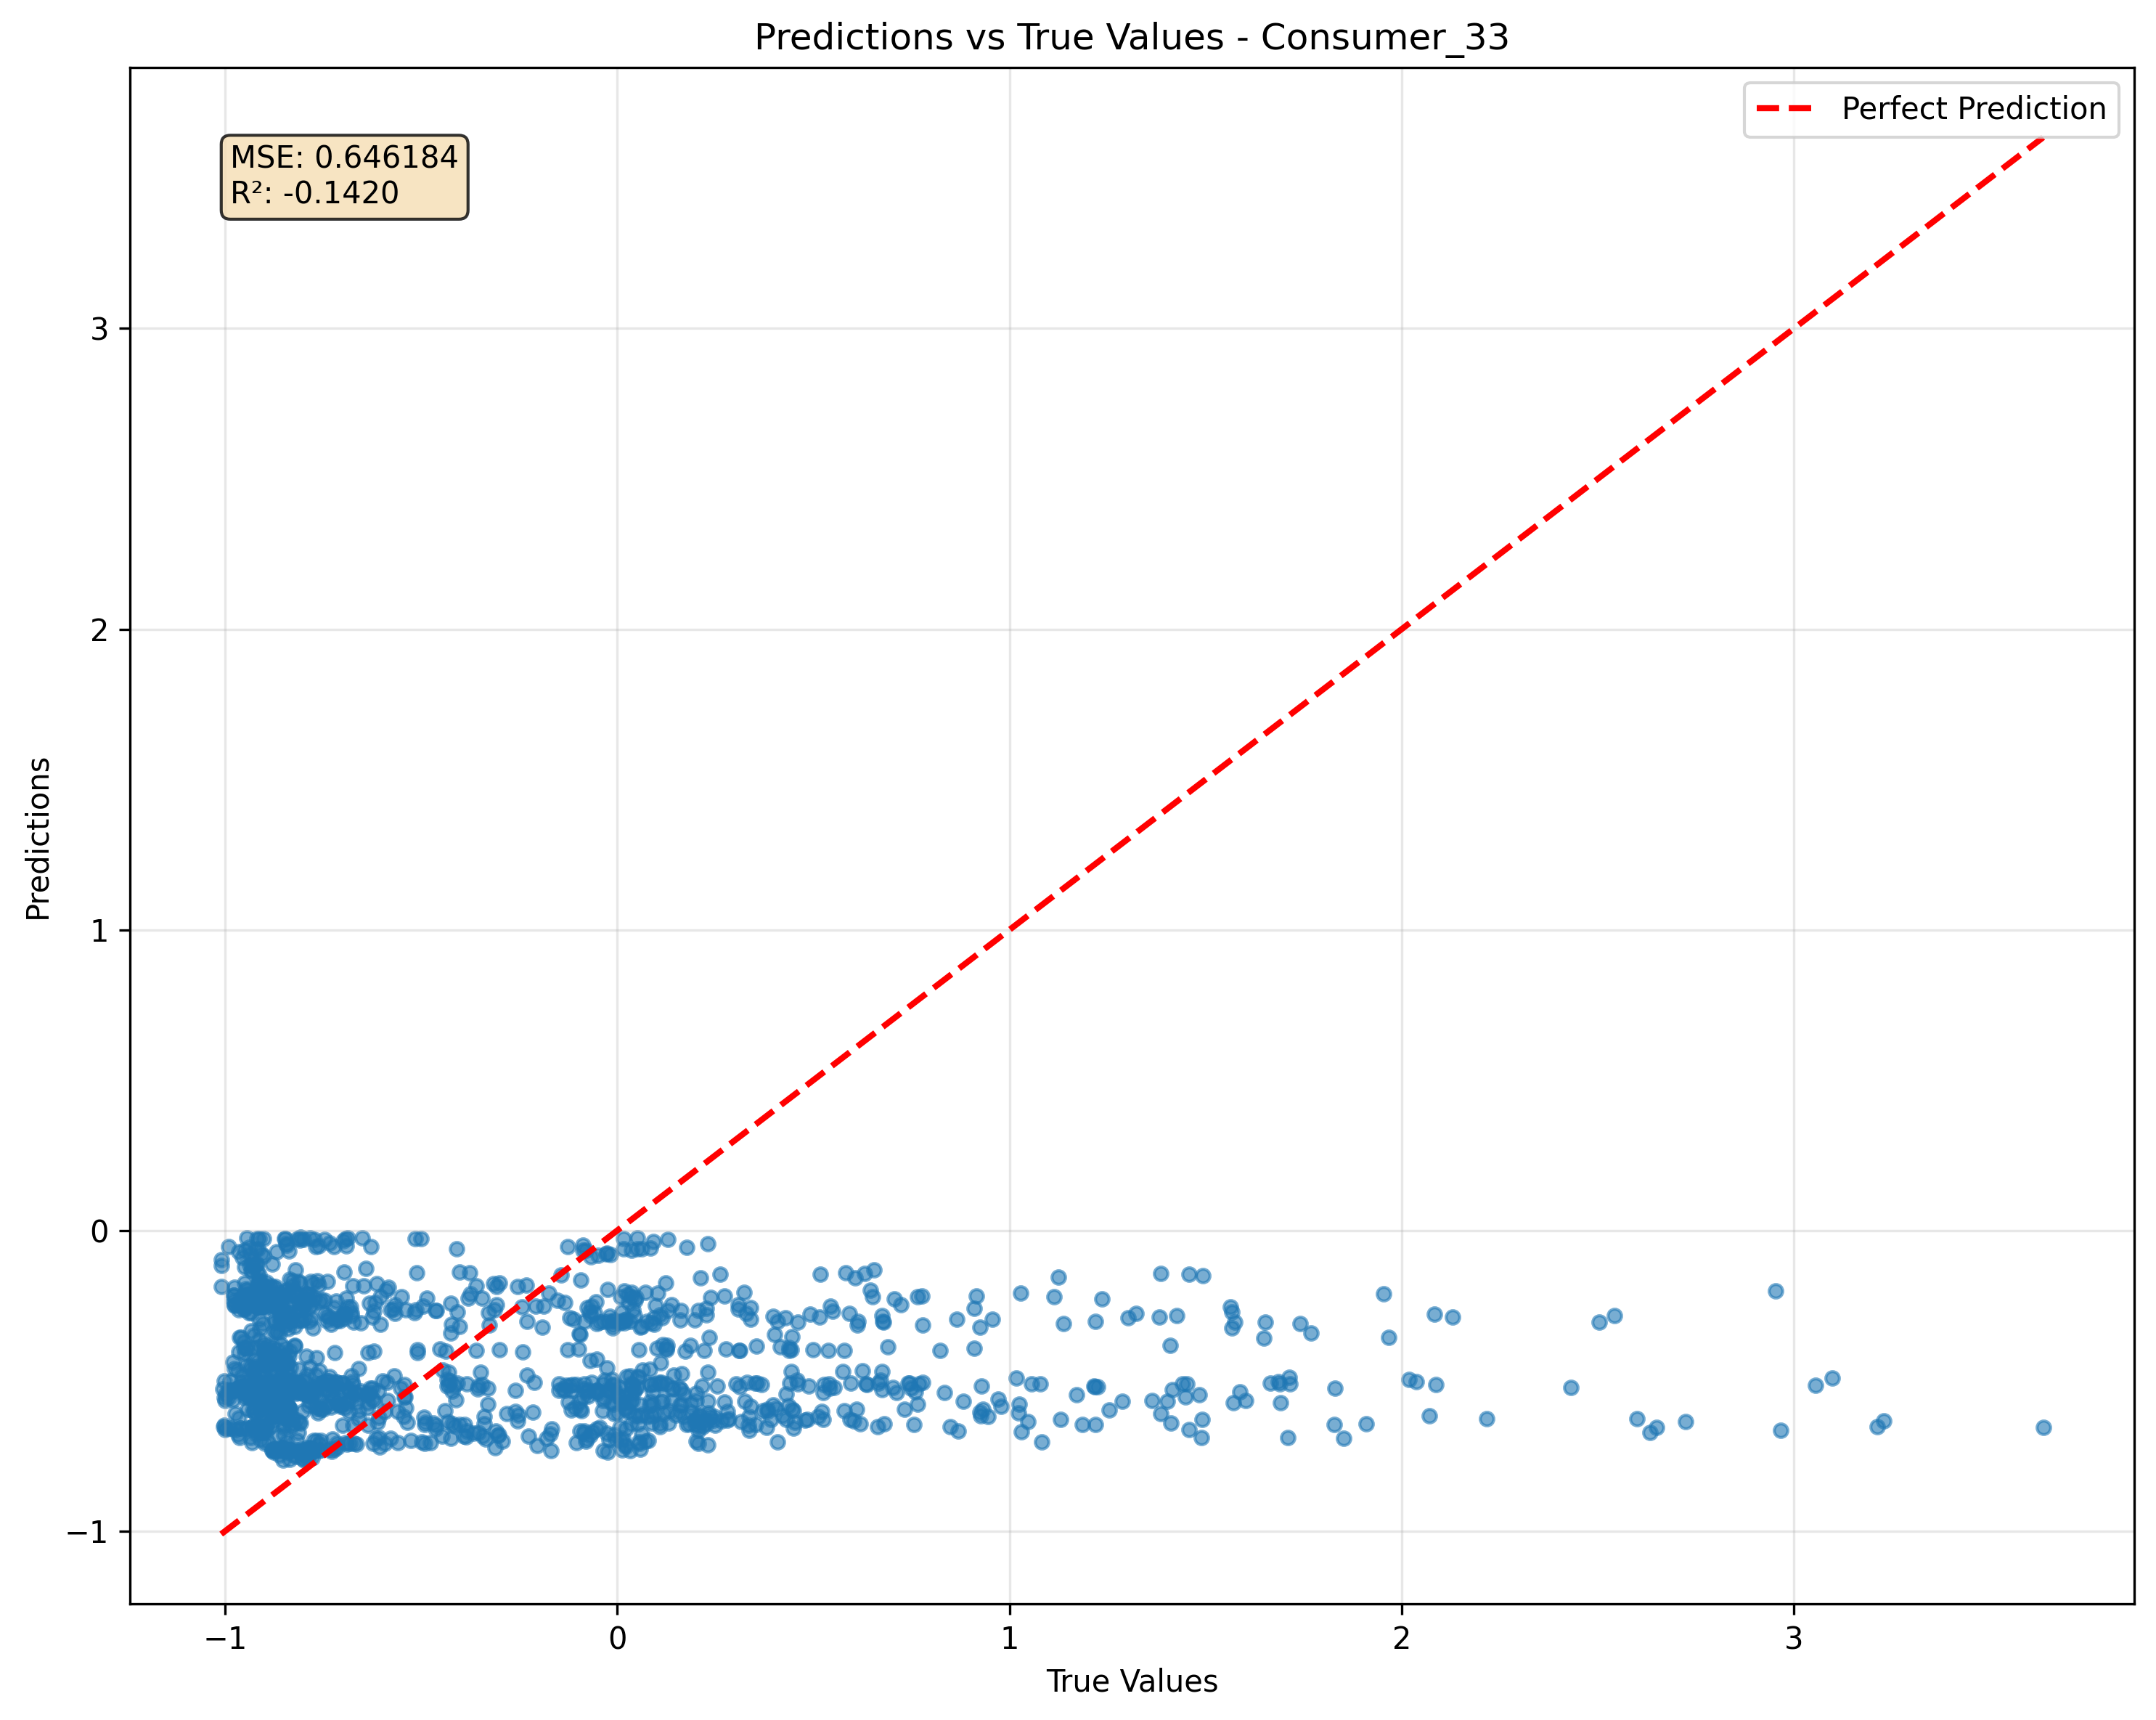 Predictions vs True Values - Consumer_33
Perfect Prediction
MSE: 0.646184
R²: -0.1420
3
2
1
0
−1
Predictions
−1 0 1 2 3
True Values